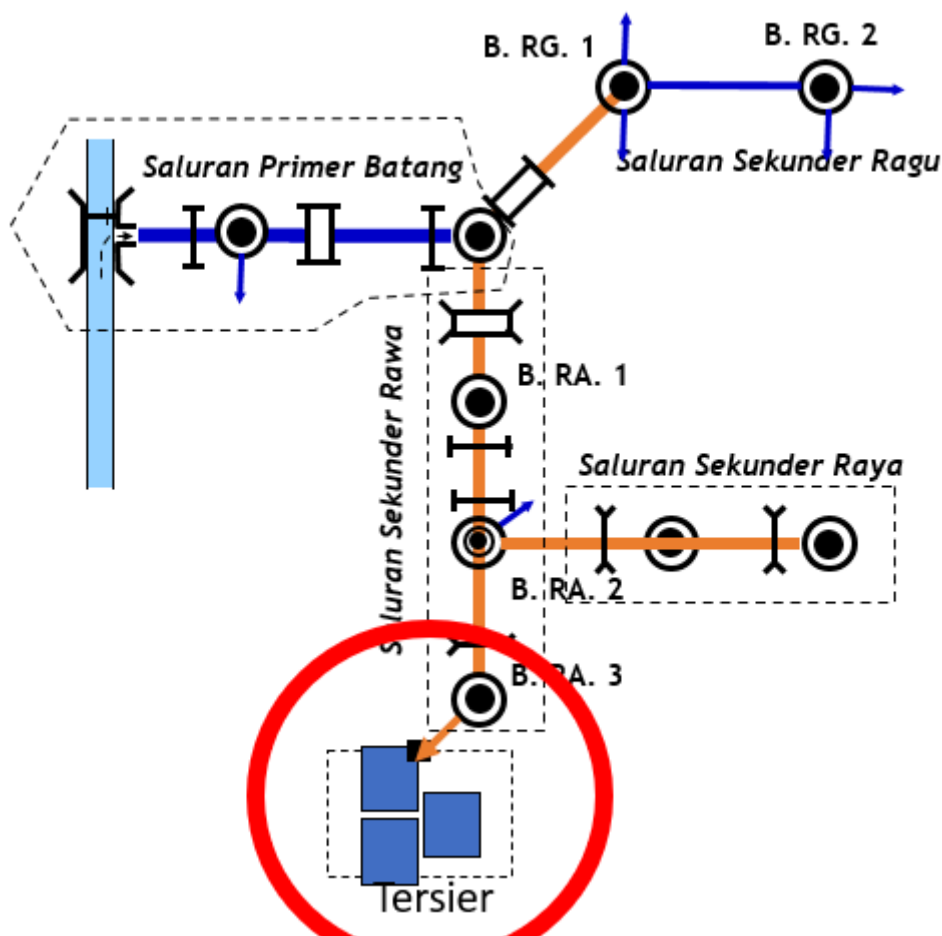 B. RG. 1
B. RG. 2
Saluran Primer Batang
Saluran Sekunder Ragu
B. RA. 1
Saluran Sekunder Rawa
Saluran Sekunder Raya
B. RA. 2
B. RA. 3
Tersier